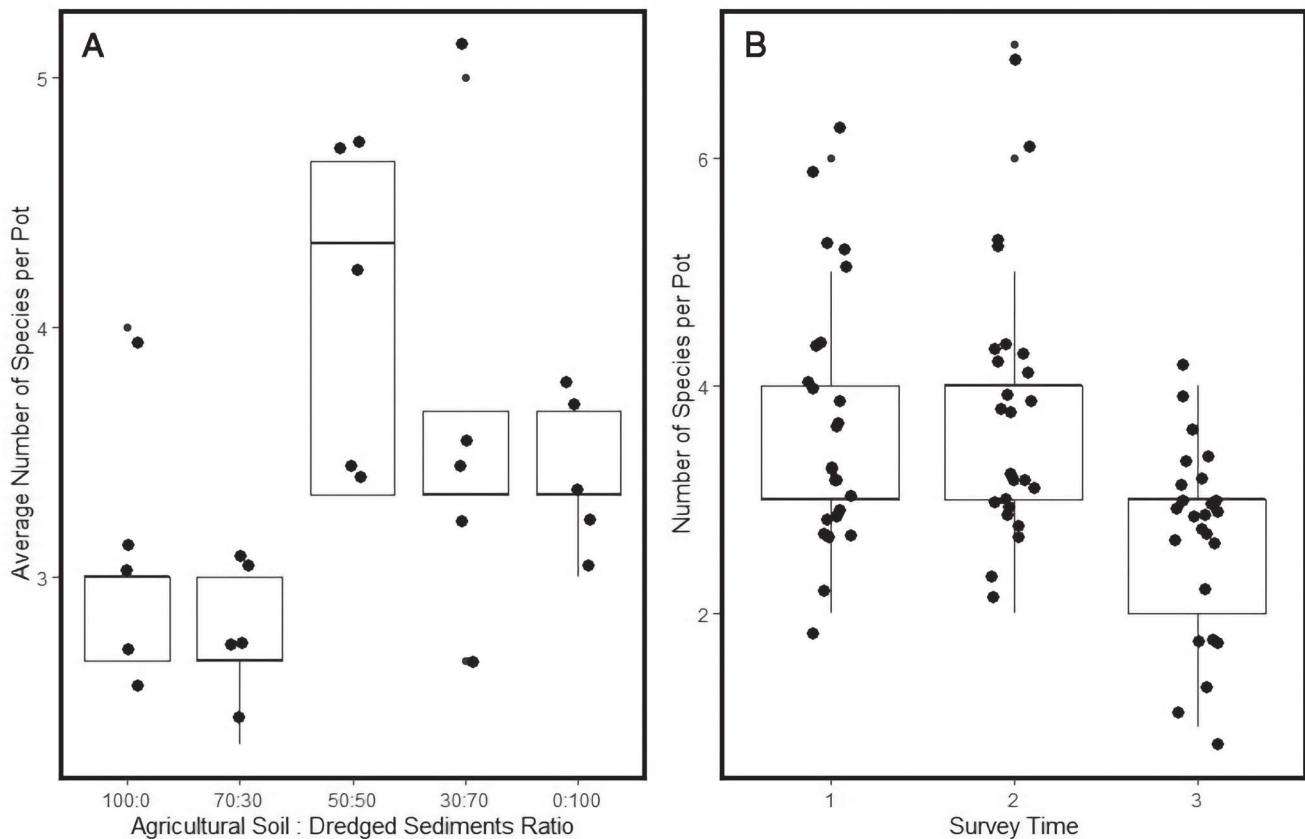 A
Average Number of Species per Pot
5
4
3
100:0 70:30 50:50 30:70 0:100
Agricultural Soil : Dredged Sediments Ratio
B
Number of Species per Pot
6
4
2
1 2 3
Survey Time